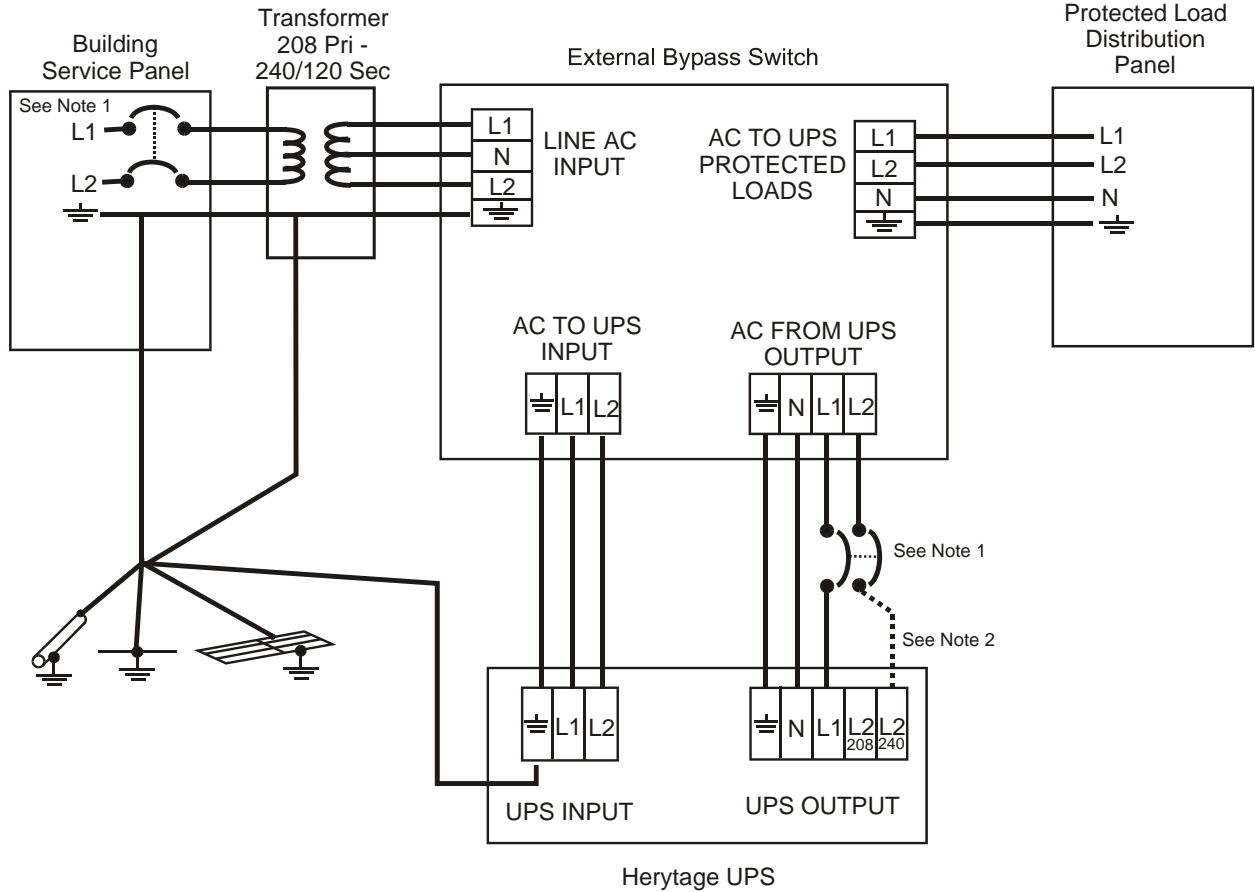 Building
Service Panel
Transformer
208 Pri -
240/120 Sec
External Bypass Switch
Protected Load
Distribution
Panel
See Note 1
L1
L2
L1
N
L2
LINE AC
INPUT
AC TO UPS
PROTECTED
LOADS
L1
L2
N
L1
L2
N
AC TO UPS
INPUT
L1 L2
AC FROM UPS
OUTPUT
N L1 L2
See Note 1
See Note 2
L1 L2
UPS INPUT
N L1 L2 L2
208 240
UPS OUTPUT
Herytage UPS